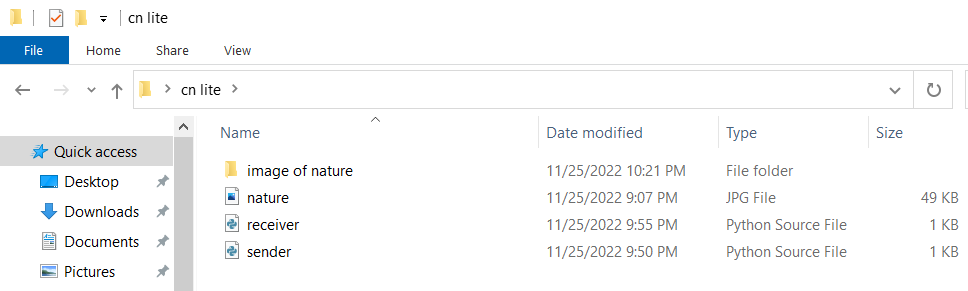 cn lite
File Home Share View
cn lite
Name Date modified Type Size
Quick access
image of nature 11/25/2022 10:21 PM File folder
Desktop
nature 11/25/2022 9:07 PM JPG File 49 KB
Downloads
receiver 11/25/2022 9:55 PM Python Source File 1 KB
Documents
sender 11/25/2022 9:50 PM Python Source File 1 KB
Pictures